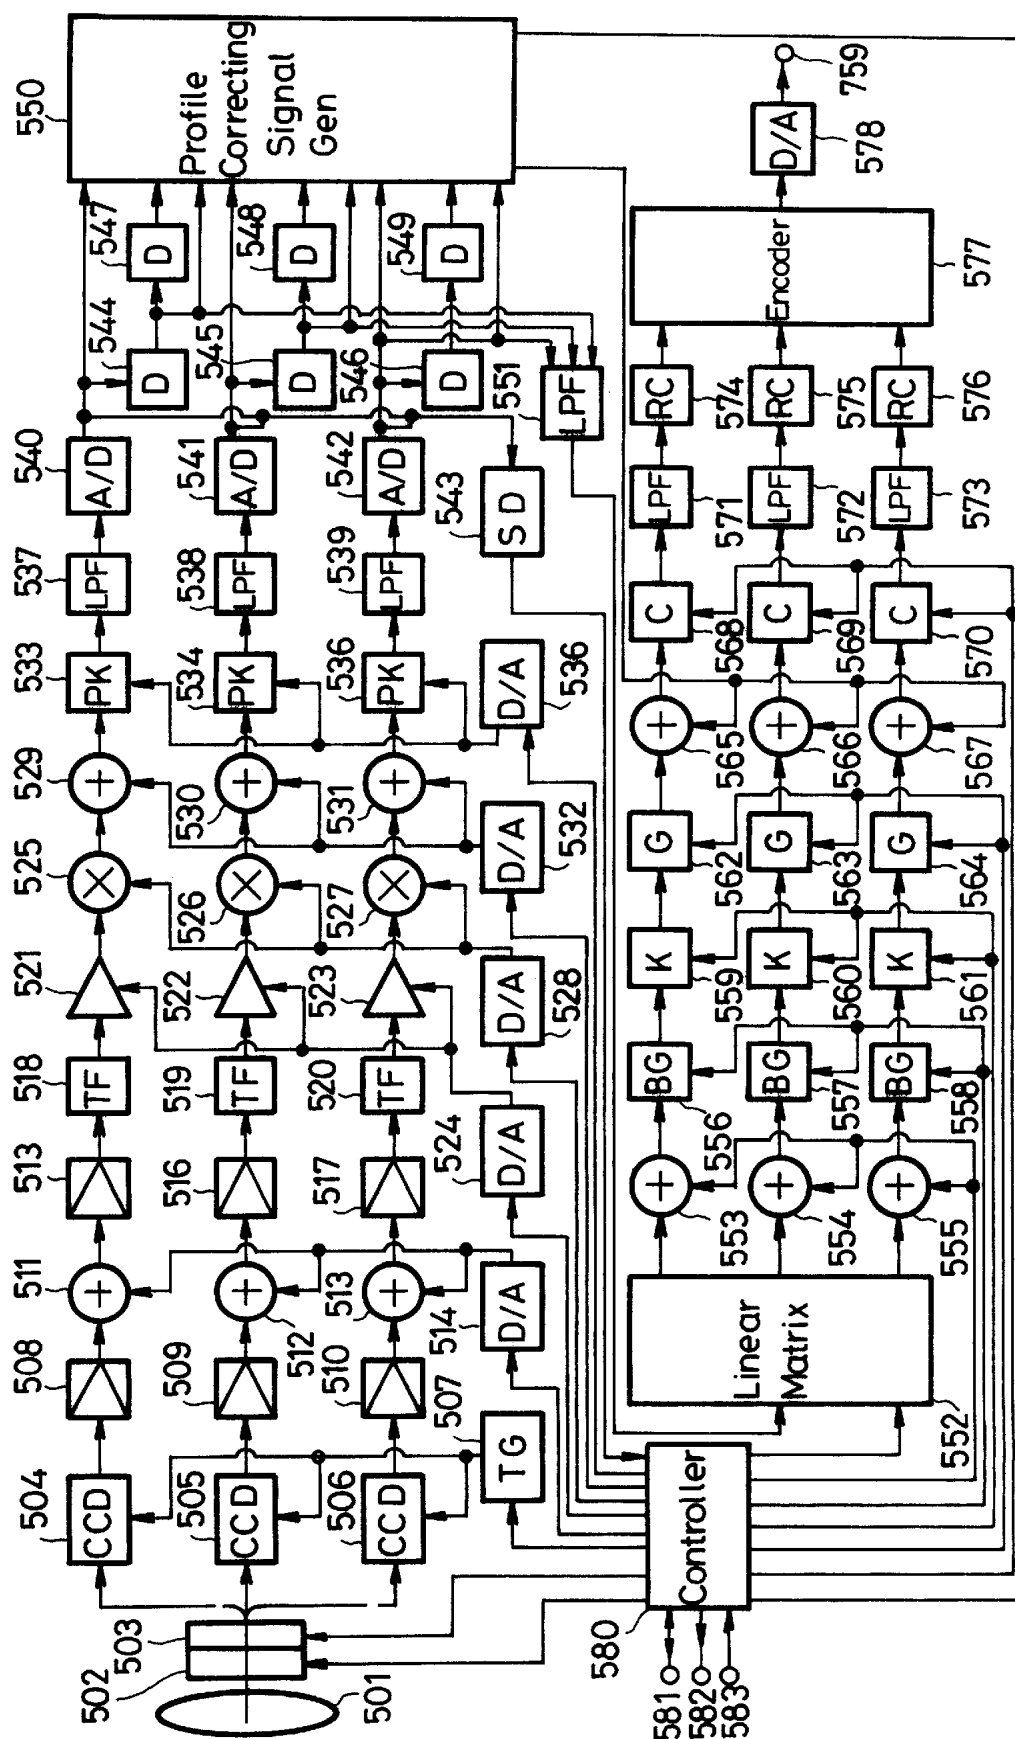 504 508 511 513 518 521 525 529 533 537 540 544 547 550
502 503
CCD TF PK LPF A/D D D
Profile
Correcting
Signal
Gen
505 509 512 516 519 522 526 530 534 538 541 545 548
CCD TF PK LPF A/D D D
506 510 513 517 520 523 527 531 536 539 542 546 549
501
CCD TF PK LPF A/D D D
507 514 524 528 532 536 543 551
TG D/A D/A D/A D/A D/A SD LPF
580
Controller
581
582
583
Linear
Matrix
552
BG K G C LPF RC
553 556 559 562 565 568 571 574
BG K G C LPF RC
Encoder
D/A
759
554 557 560 563 566 569 572 575
578
BG K G C LPF RC
555 558 561 564 567 570 573 576 577